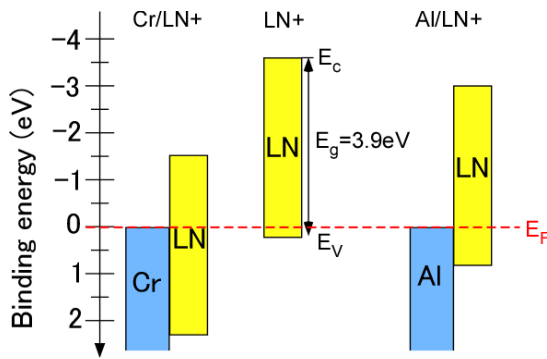 Cr/LN+ LN+ Al/LN+
Binding energy (eV)
-4
-3
-2
-1
0
1
2
Cr
LN
LN
Ec
Eg=3.9eV
EV
Al
LN
EF